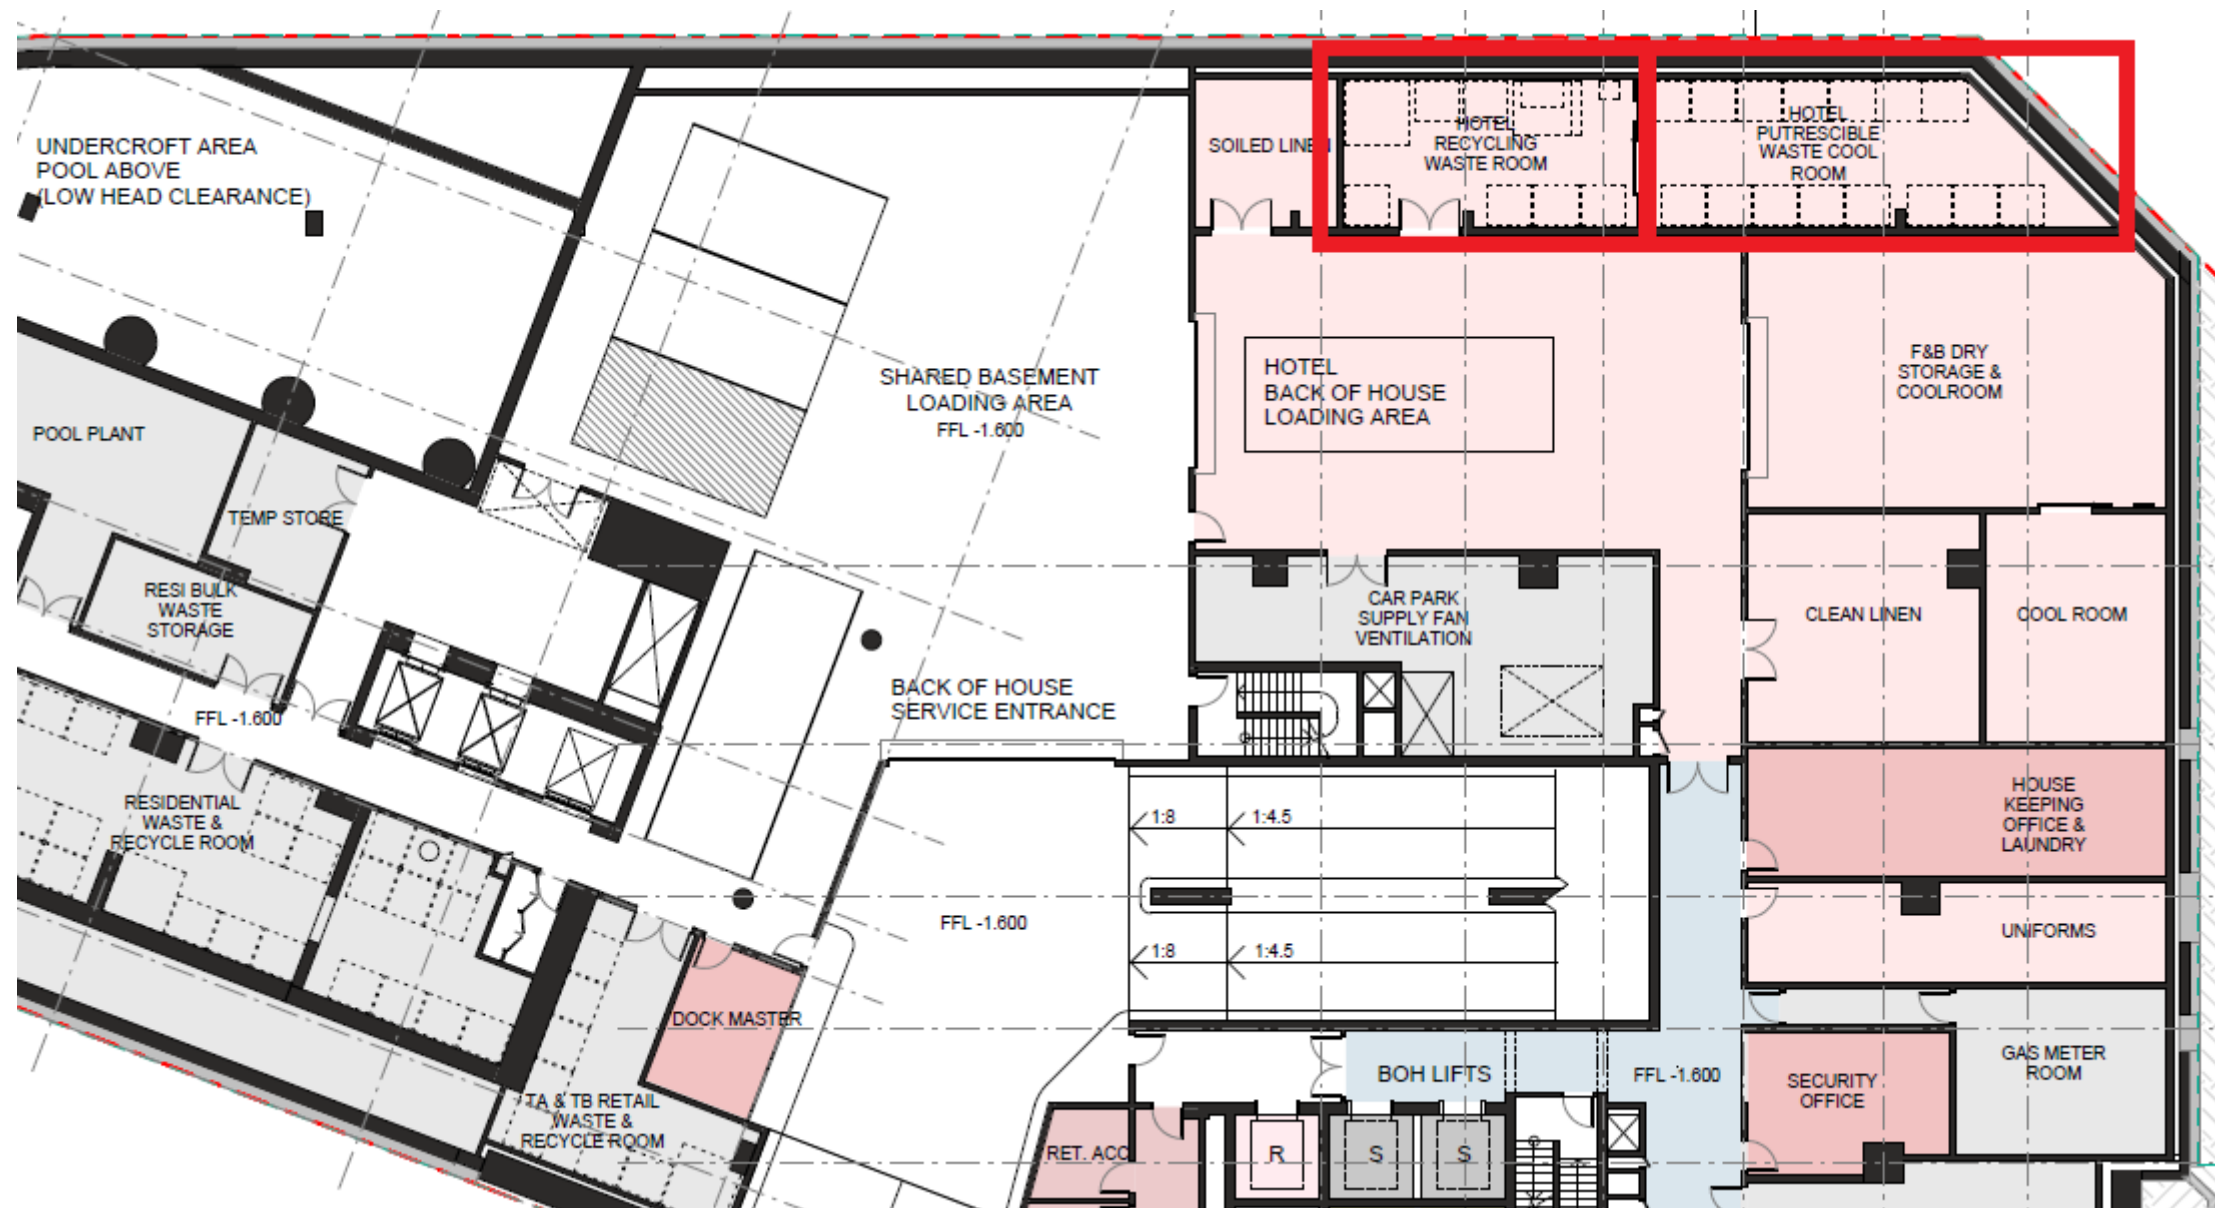 UNDERCROFT AREA
POOL ABOVE
(LOW HEAD CLEARANCE)
SOILED LINEN
HOTEL
RECYCLING
WASTE ROOM
HOTEL
PUTRESCIBLE
WASTE COOL
ROOM
SHARED BASEMENT
LOADING AREA
FFL -1.600
HOTEL
BACK OF HOUSE
LOADING AREA
F&B DRY
STORAGE &
COOLROOM
POOL PLANT
TEMP STORE
RESI BULK
WASTE
STORAGE
CAR PARK
SUPPLY FAN
VENTILATION
CLEAN LINEN
COOL ROOM
FFL -1.600
BACK OF HOUSE
SERVICE ENTRANCE
RESIDENTIAL
WASTE &
RECYCLE ROOM
1:8
1:4.5
HOUSE
KEEPING
OFFICE &
LAUNDRY
FFL -1.600
1:8
1:4.5
UNIFORMS
DOCK MASTER
TA & TB RETAIL
WASTE &
RECYCLE ROOM
BOH LIFTS
FFL -1.600
SECURITY
OFFICE
GAS METER
ROOM
RET. ACC
R
S
S